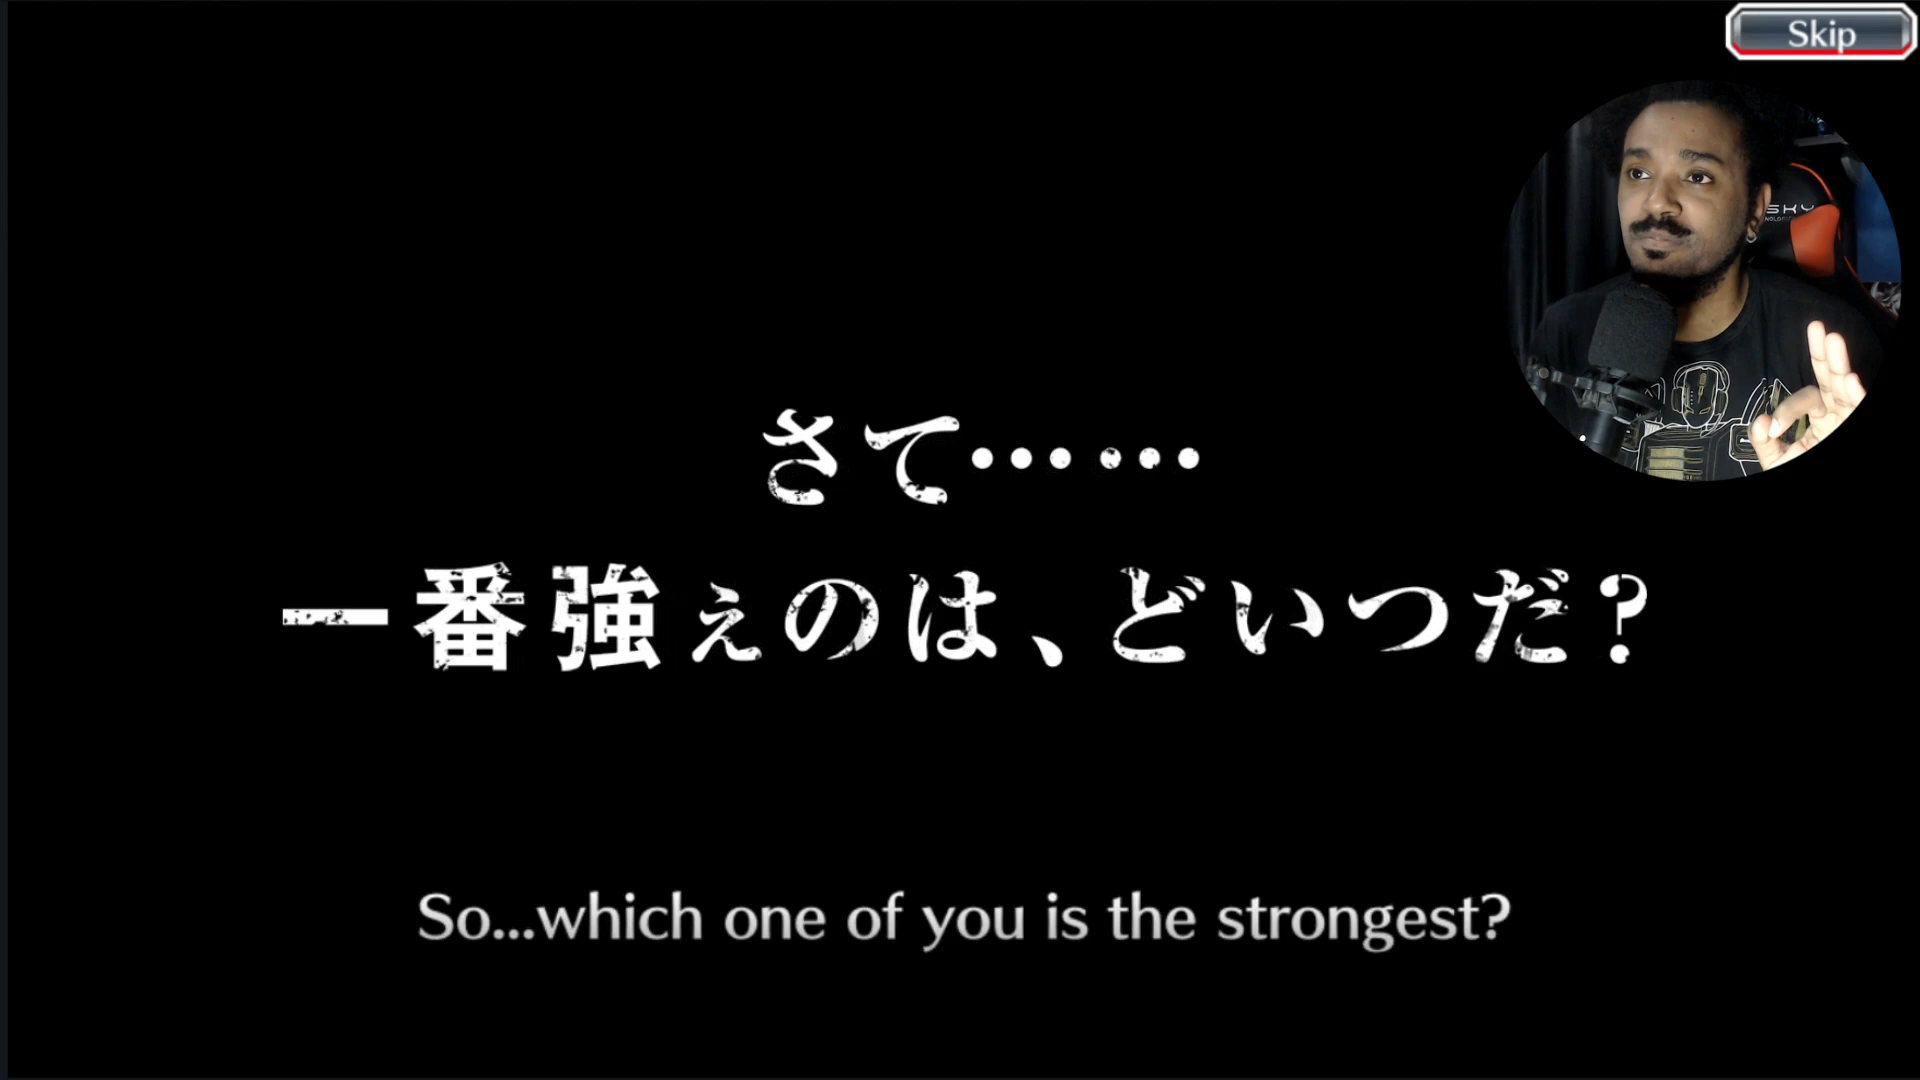 Skip
SKY
さて……
一番強ぇのは、どいつだ?
So...which one of you is the strongest?